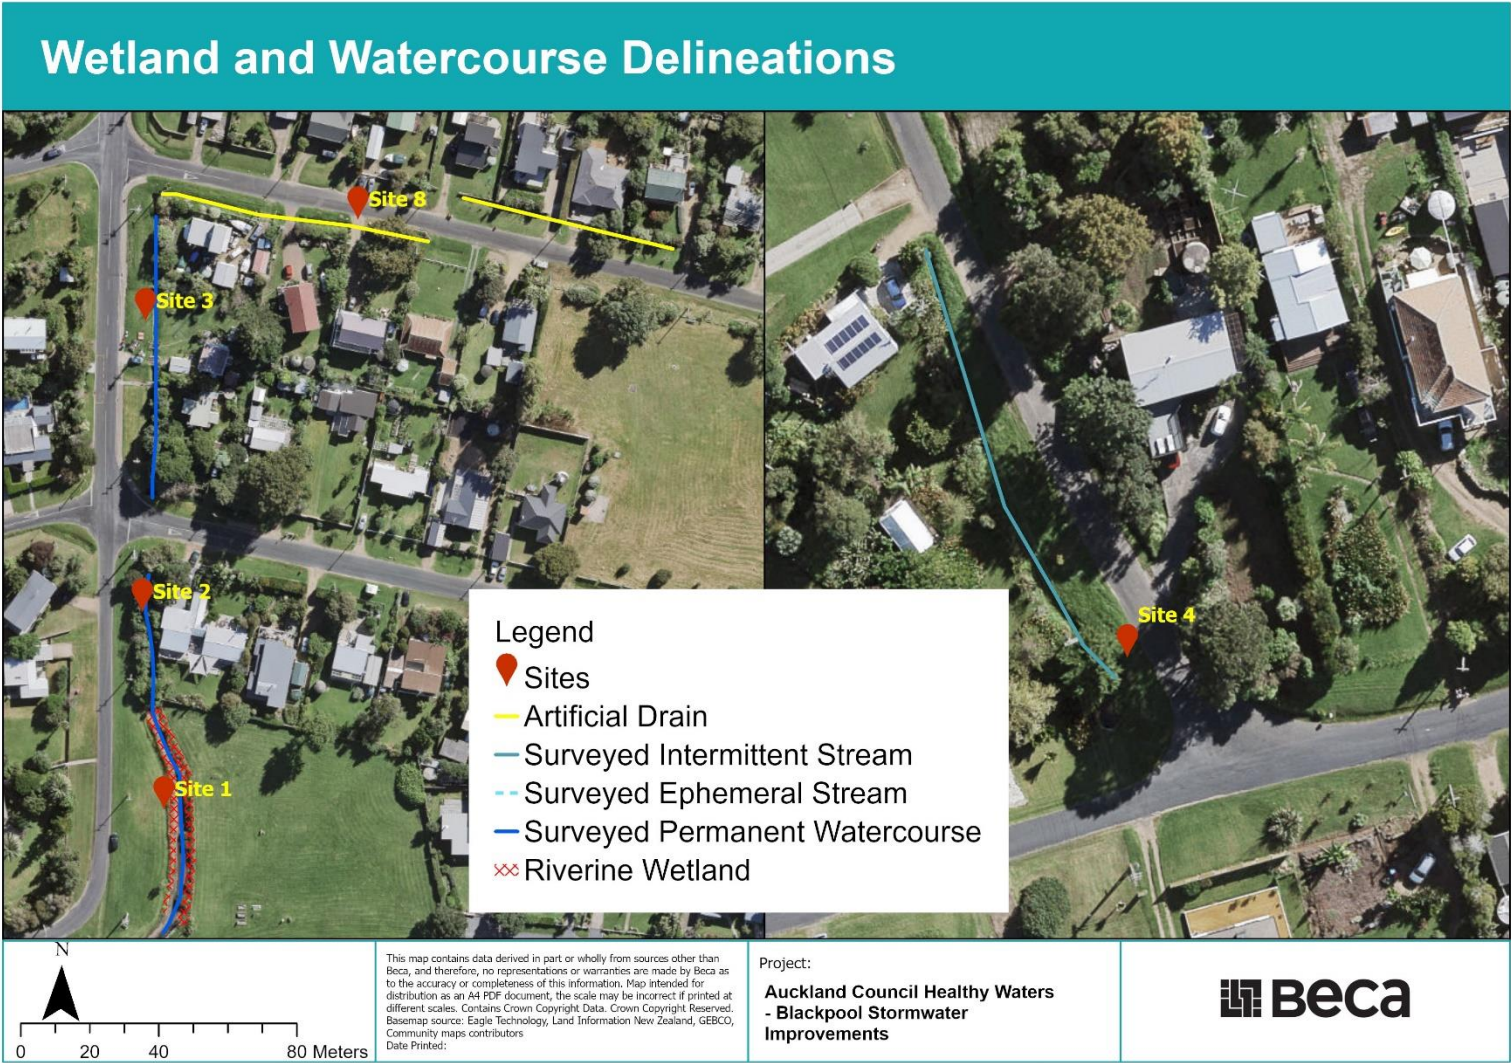 Wetland and Watercourse Delineations
Site 8
Site 3
Site 2
Site 1
Site 4
Legend
Sites
Artificial Drain
Surveyed Intermittent Stream
Surveyed Ephemeral Stream
Surveyed Permanent Watercourse
Riverine Wetland
N
0 20 40 80 Meters
This map contains data derived in part or wholly from sources other than
Beca, and therefore, no representations or warranties are made by Beca as
to the accuracy or completeness of this information. Map intended for
distribution as an A4 PDF document, the scale may be incorrect if printed at
different scales. Contains Crown Copyright Data. Crown Copyright Reserved.
Basemap source: Eagle Technology, Land Information New Zealand, GEBCO,
Community maps contributors
Date Printed:
Project:
Auckland Council Healthy Waters
- Blackpool Stormwater
Improvements
Beca